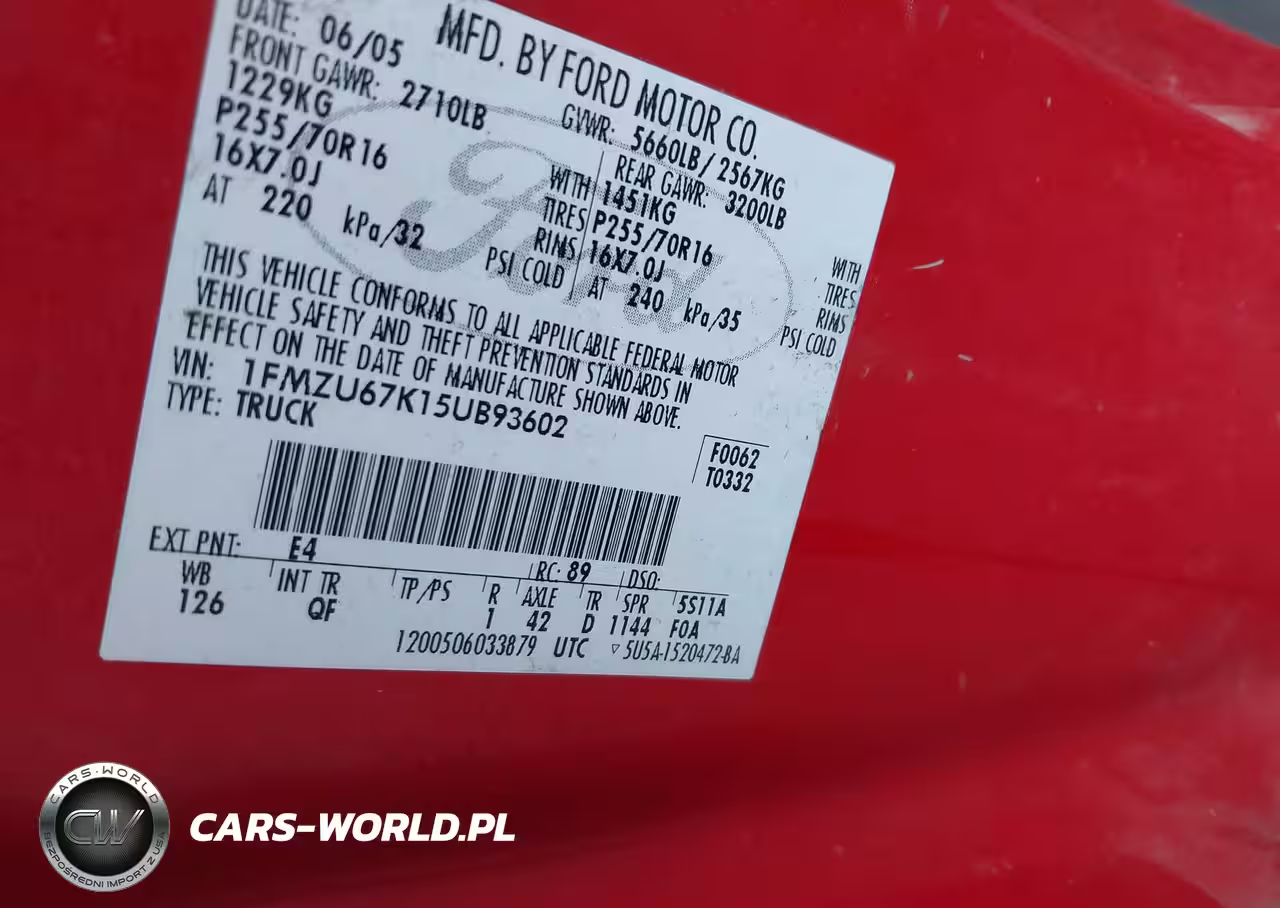 DATE: 06/05
MFD. BY FORD MOTOR CO.
FRONT GAWR: 2710LB
GVWR: 5660LB/2567KG
1229KG
REAR GAWR: 3200LB
WITH
1451KG
WITH
P255/70R16
TIRES
P255/70R16
TIRES
16X7.0J
RIMS
16X7.0J
RIMS
AT 220 kPa/32
PSI COLD
AT 240 kPa/35
PSI COLD
Ford
THIS VEHICLE CONFORMS TO ALL APPLICABLE FEDERAL MOTOR
VEHICLE SAFETY AND THEFT PREVENTION STANDARDS IN
EFFECT ON THE DATE OF MANUFACTURE SHOWN ABOVE.
VIN: 1FMZU67K15UB93602
TYPE: TRUCK
F0062
T0332
EXT PNT: E4
RC: 89
DSO:
WB
INT TR
TP/PS
R
AXLE
TR
SPR
5S11A
126
QF
1
42
D
1144
F0A
1200506033879 UTC ▽5U5A-1520472-BA
CARS-WORLD
CW
BEZPOŚREDNI IMPORT Z USA
CARS-WORLD.PL